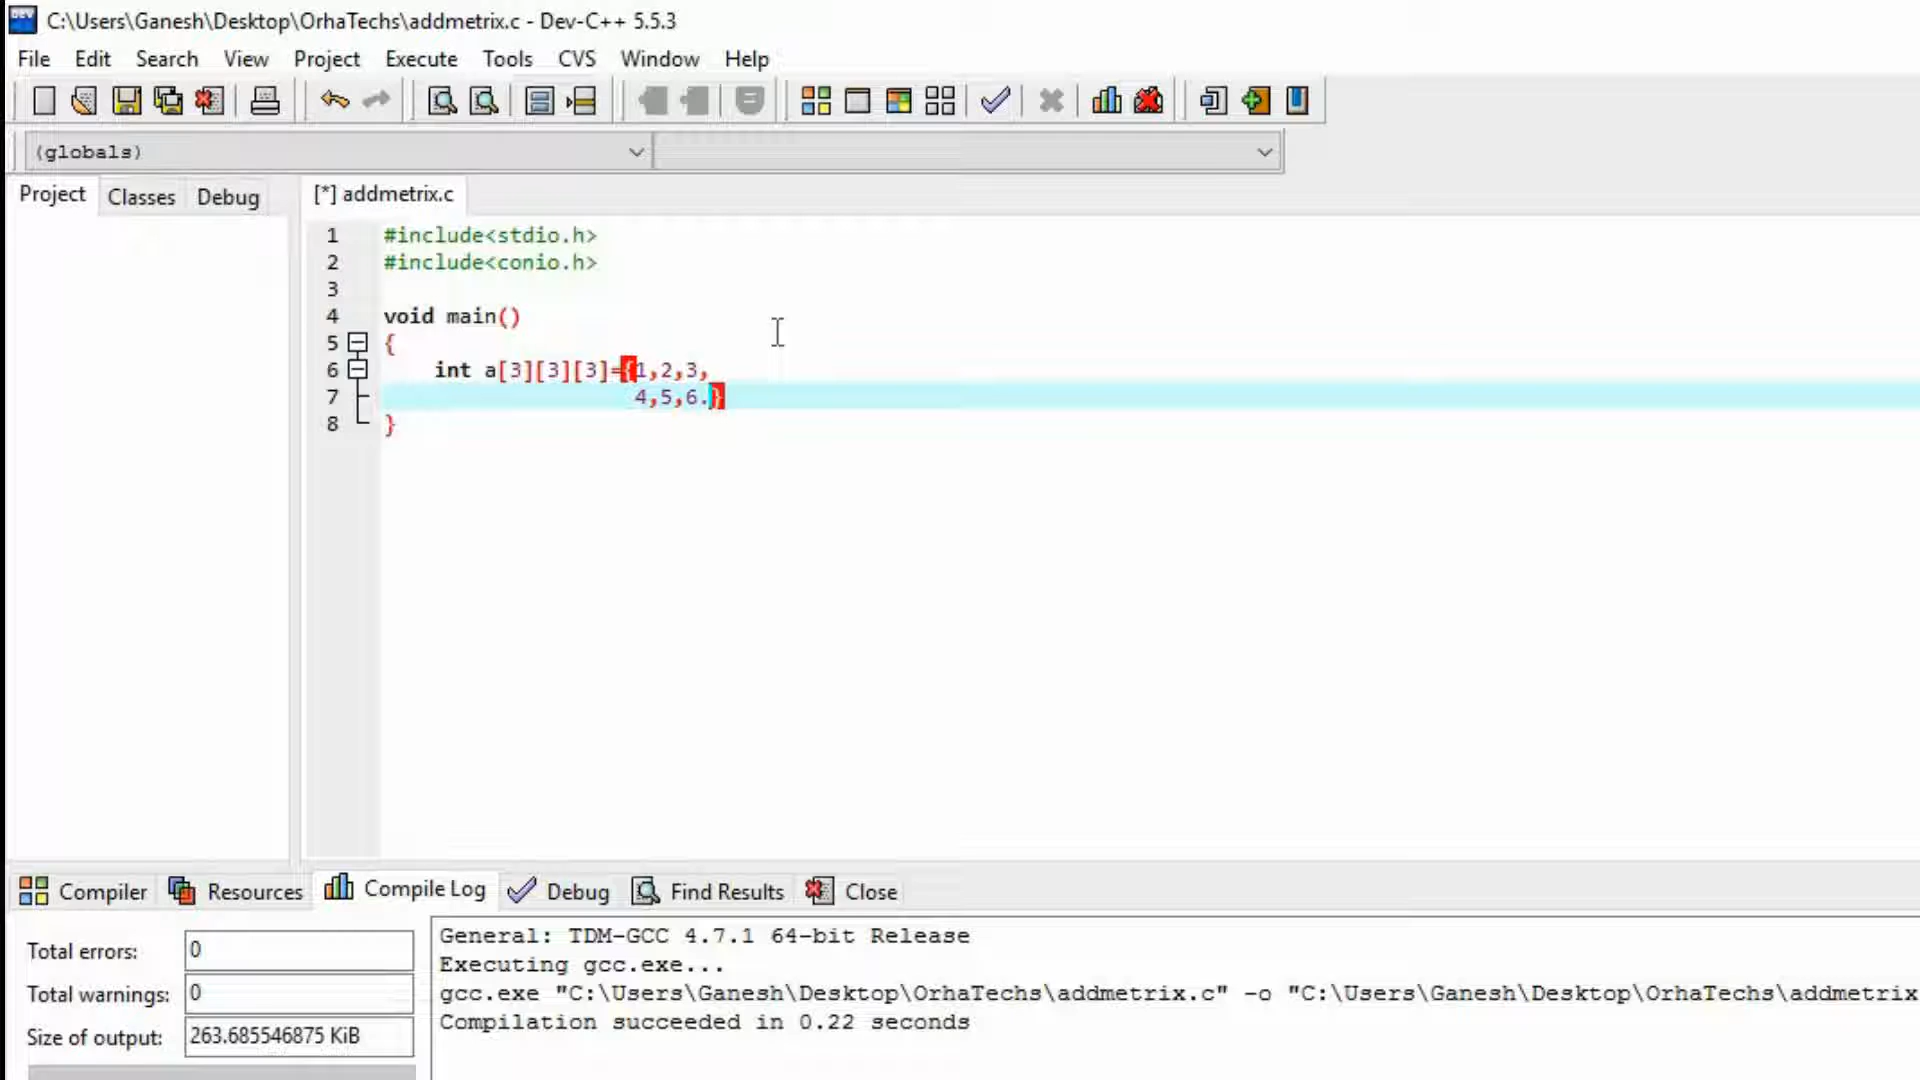 C:\Users\Ganesh\Desktop\OrhaTechs\addmetrix.c - Dev-C++ 5.5.3
File Edit Search View Project Execute Tools CVS Window Help
(globals)
Project Classes Debug [*] addmetrix.c
1 #include<stdio.h>
2 #include<conio.h>
3
4 void main()
5 {
6 int a[3][3][3]={1,2,3,
7 4,5,6.}
8 }
Compiler Resources Compile Log Debug Find Results Close
Total errors: 0
Total warnings: 0
Size of output: 263.685546875 KiB
General: TDM-GCC 4.7.1 64-bit Release
Executing gcc.exe...
gcc.exe "C:\Users\Ganesh\Desktop\OrhaTechs\addmetrix.c" -o "C:\Users\Ganesh\Desktop\OrhaTechs\addmetrix
Compilation succeeded in 0.22 seconds